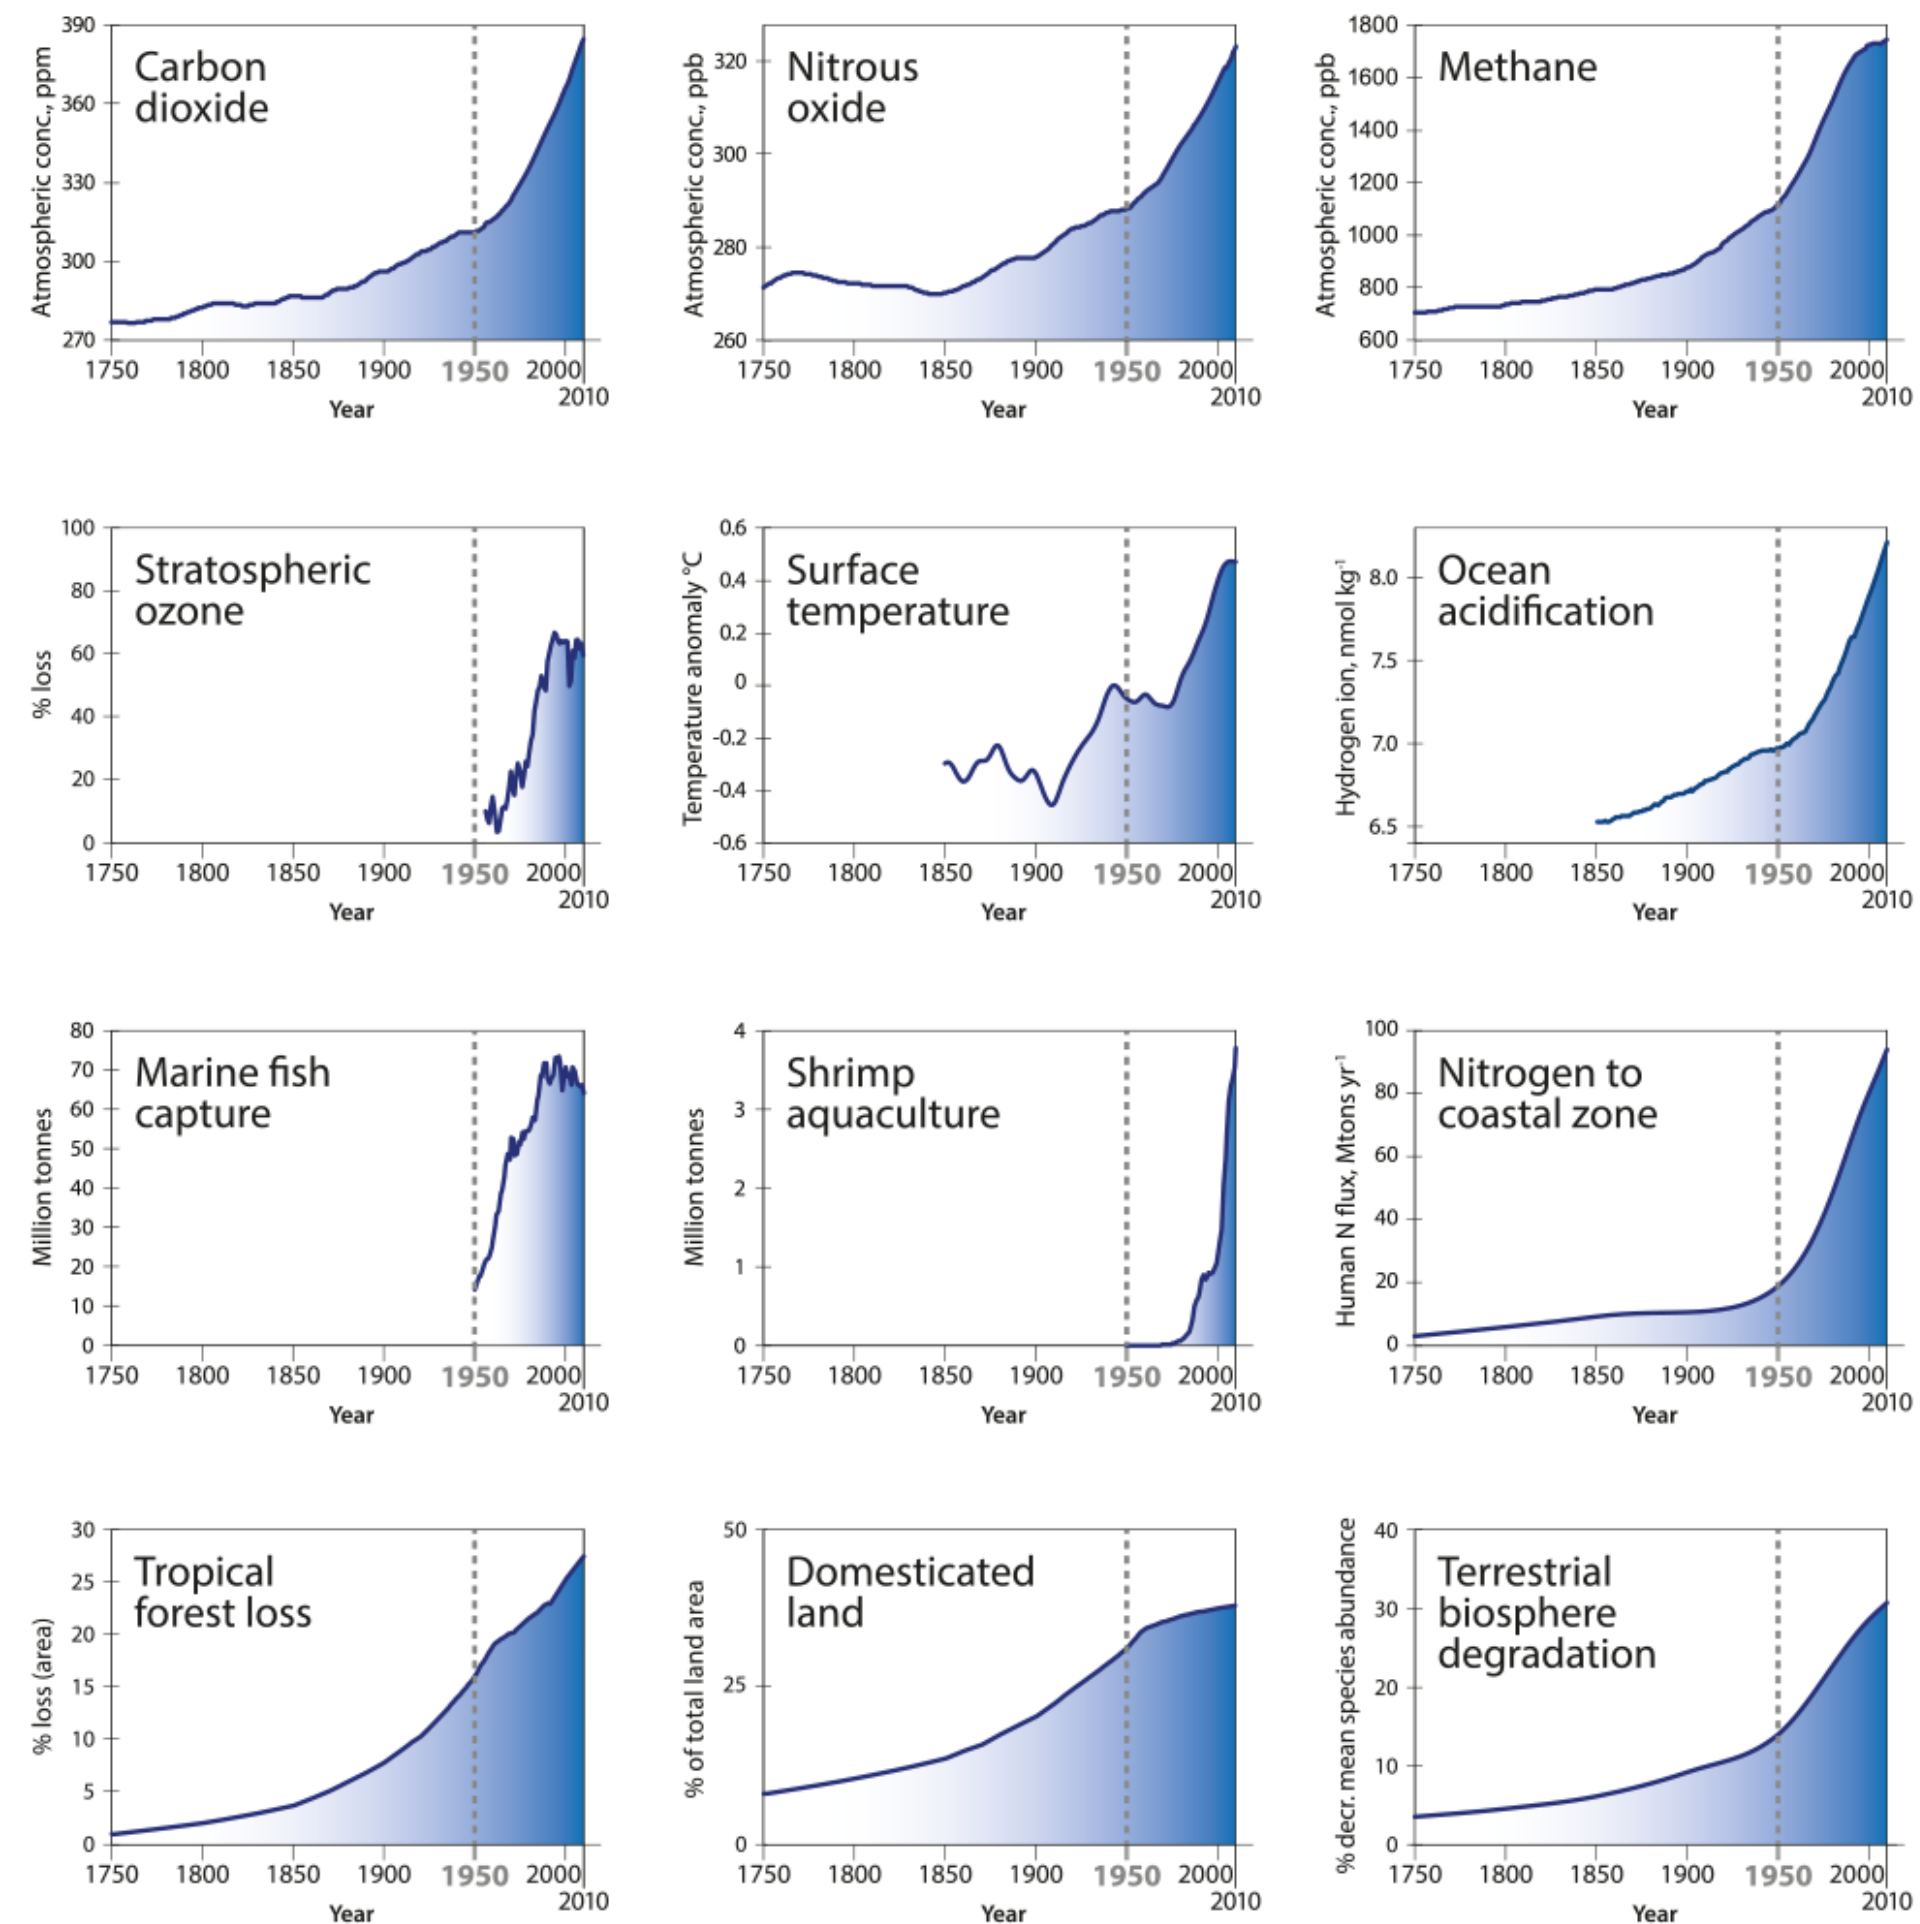 Carbon
dioxide
Atmospheric conc., ppm
390
360
330
300
270
1750 1800 1850 1900 1950 2000
2010
Year
Nitrous
oxide
Atmospheric conc., ppb
320
300
280
260
1750 1800 1850 1900 1950 2000
2010
Year
Methane
Atmospheric conc., ppb
1800
1600
1400
1200
1000
800
600
1750 1800 1850 1900 1950 2000
2010
Year
Stratospheric
ozone
% loss
100
80
60
40
20
0
1750 1800 1850 1900 1950 2000
2010
Year
Surface
temperature
Temperature anomaly °C
0.6
0.4
0.2
0
-0.2
-0.4
-0.6
1750 1800 1850 1900 1950 2000
2010
Year
Ocean
acidification
Hydrogen ion, nmol kg⁻¹
8.0
7.5
7.0
6.5
1750 1800 1850 1900 1950 2000
2010
Year
Marine fish
capture
Million tonnes
80
70
60
50
40
30
20
10
0
1750 1800 1850 1900 1950 2000
2010
Year
Shrimp
aquaculture
Million tonnes
4
3
2
1
0
1750 1800 1850 1900 1950 2000
2010
Year
Nitrogen to
coastal zone
Human N flux, Mtons yr⁻¹
100
80
60
40
20
0
1750 1800 1850 1900 1950 2000
2010
Year
Tropical
forest loss
% loss (area)
30
25
20
15
10
5
0
1750 1800 1850 1900 1950 2000
2010
Year
Domesticated
land
% of total land area
50
25
0
1750 1800 1850 1900 1950 2000
2010
Year
Terrestrial
biosphere
degradation
% decr. mean species abundance
40
30
20
10
0
1750 1800 1850 1900 1950 2000
2010
Year